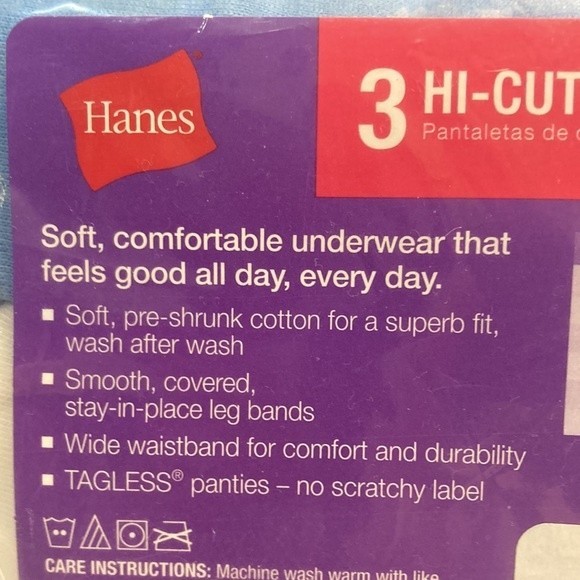 Hanes
3 HI-CUT
Pantaletas de
Soft, comfortable underwear that
feels good all day, every day.
▪ Soft, pre-shrunk cotton for a superb fit,
wash after wash
▪ Smooth, covered,
stay-in-place leg bands
▪ Wide waistband for comfort and durability
▪ TAGLESS® panties – no scratchy label
CARE INSTRUCTIONS: Machine wash warm with like